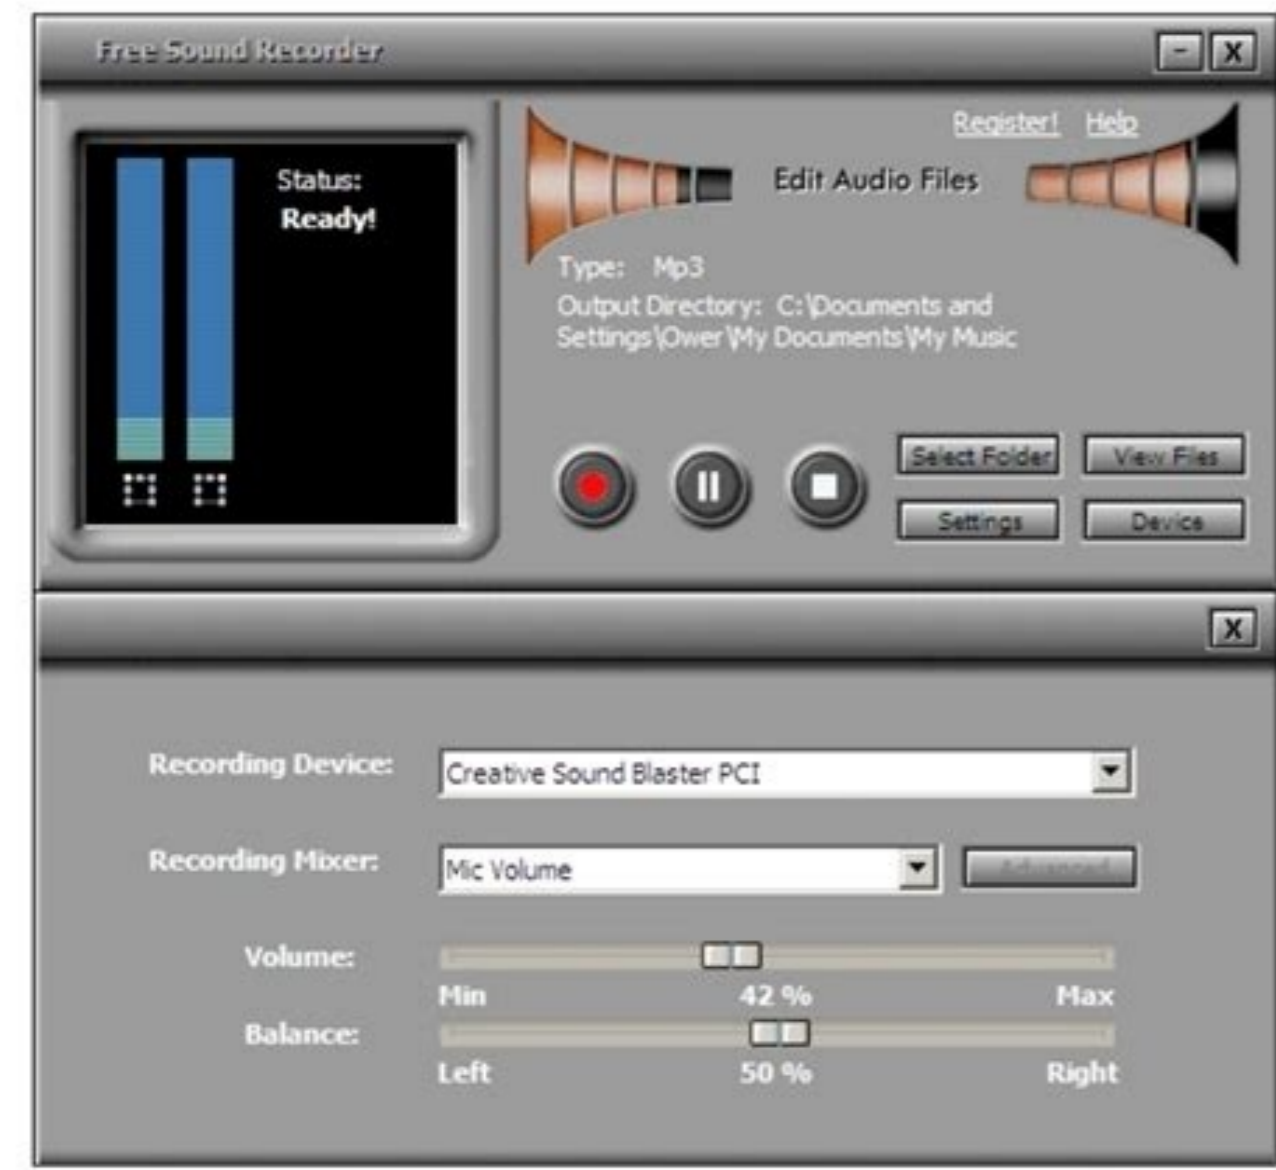 Free Sound Recorder
- X
Register! Help
Status:
Ready!
Edit Audio Files
Type: Mp3
Output Directory: C:\Documents and
Settings\Ower\My Documents\My Music
Select Folder View Files
Settings Device
X
Recording Device: Creative Sound Blaster PCI
Recording Mixer: Mic Volume Advanced
Volume:
Min 42 % Max
Balance:
Left 50 % Right